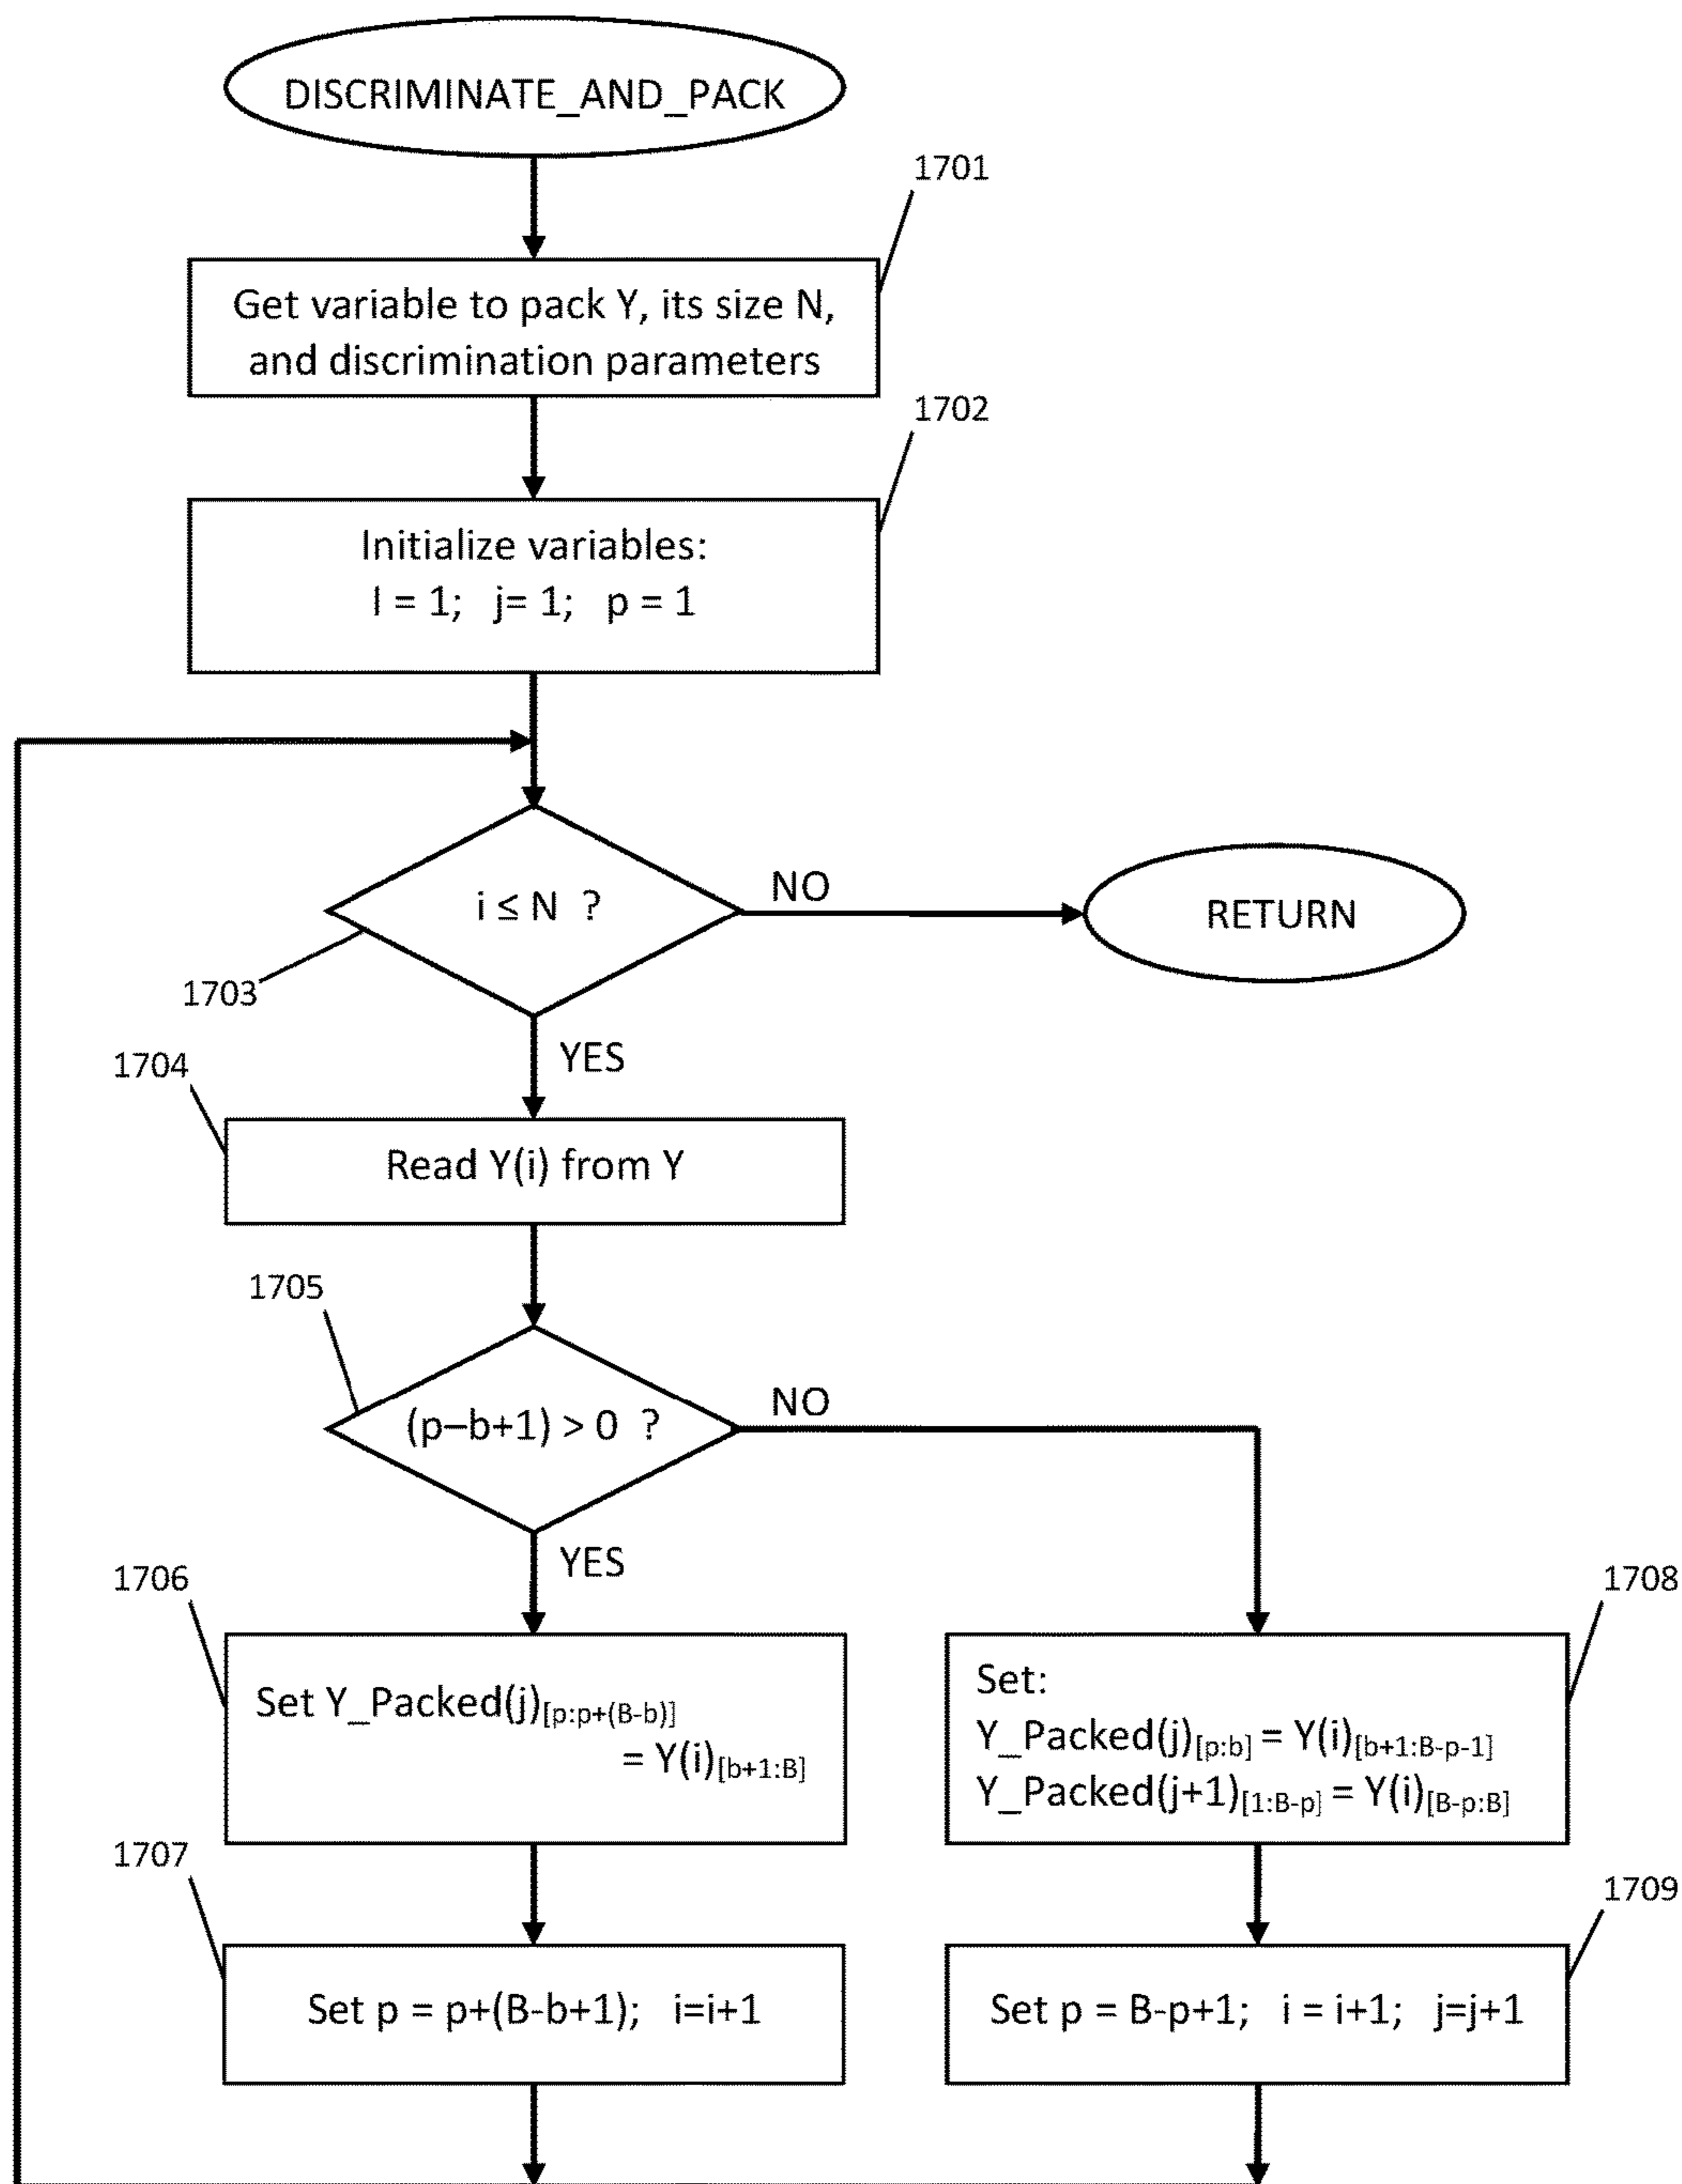 DISCRIMINATE_AND_PACK
1701
Get variable to pack Y, its size N,
and discrimination parameters
1702
Initialize variables:
I = 1; j= 1; p = 1
i ≤ N ?
NO
RETURN
1703
YES
1704
Read Y(i) from Y
1705
(p–b+1) > 0 ?
NO
YES
1706
Set Y_Packed(j)[p:p+(B-b)]
= Y(i)[b+1:B]
1708
Set:
Y_Packed(j)[p:b] = Y(i)[b+1:B-p-1]
Y_Packed(j+1)[1:B-p] = Y(i)[B-p:B]
1707
Set p = p+(B-b+1); i=i+1
1709
Set p = B-p+1; i = i+1; j=j+1